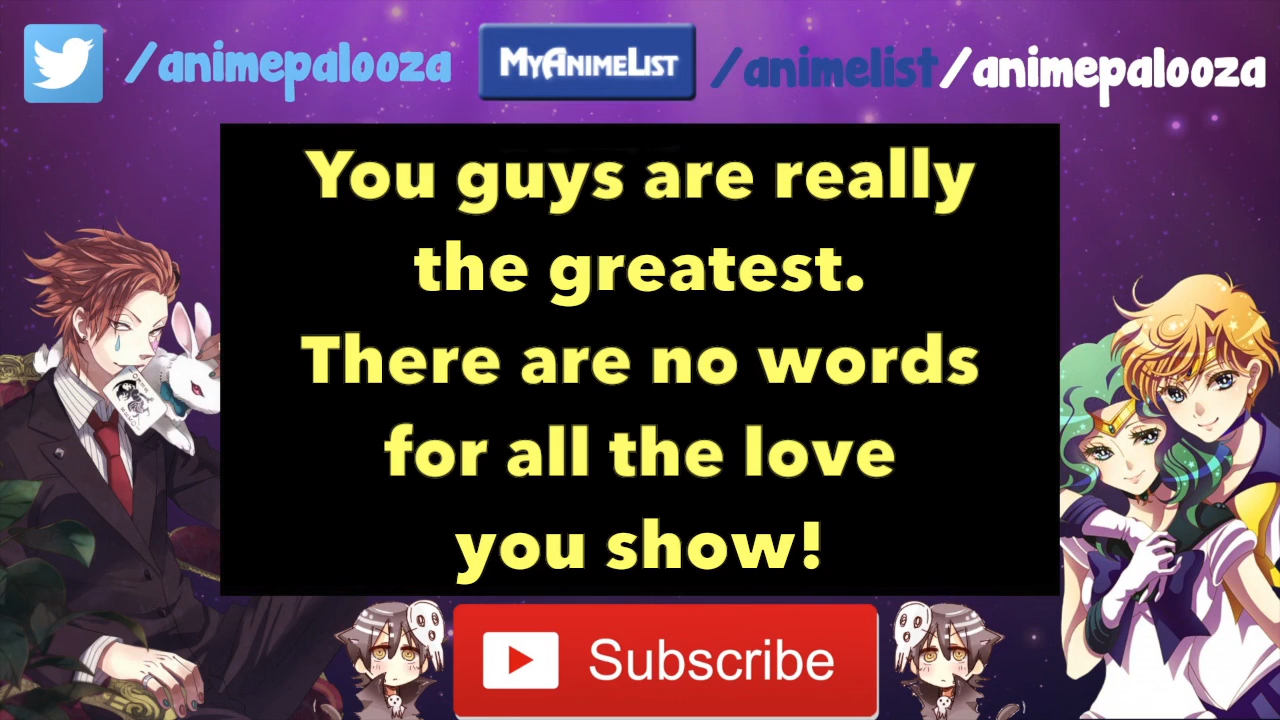 /animepalooza MYANIMELIST /animelist/animepalooza
You guys are really
the greatest.
There are no words
for all the love
you show!
Subscribe